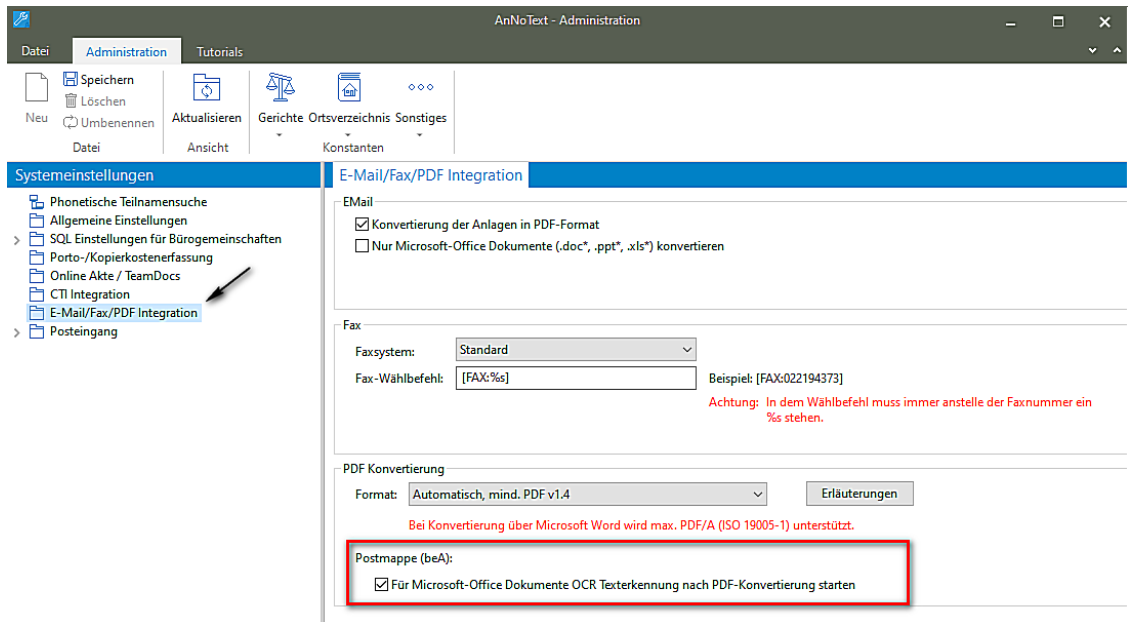 AnNoText - Administration
Datei Administration Tutorials
Neu
Speichern
Löschen
Umbenennen
Datei
Aktualisieren
Ansicht
Gerichte Ortsverzeichnis Sonstiges
Konstanten
Systemeinstellungen
Phonetische Teilnamensuche
Allgemeine Einstellungen
SQL Einstellungen für Bürogemeinschaften
Porto-/Kopierkostenerfassung
Online Akte / TeamDocs
CTI Integration
E-Mail/Fax/PDF Integration
Posteingang
E-Mail/Fax/PDF Integration
EMail
Konvertierung der Anlagen in PDF-Format
Nur Microsoft-Office Dokumente (.doc*, .ppt*, .xls*) konvertieren
Fax
Faxsystem: Standard
Fax-Wählbefehl: [FAX:%s] Beispiel: [FAX:022194373]
Achtung: In dem Wählbefehl muss immer anstelle der Faxnummer ein
%s stehen.
PDF Konvertierung
Format: Automatisch, mind. PDF v1.4 Erläuterungen
Bei Konvertierung über Microsoft Word wird max. PDF/A (ISO 19005-1) unterstützt.
Postmappe (beA):
Für Microsoft-Office Dokumente OCR Texterkennung nach PDF-Konvertierung starten